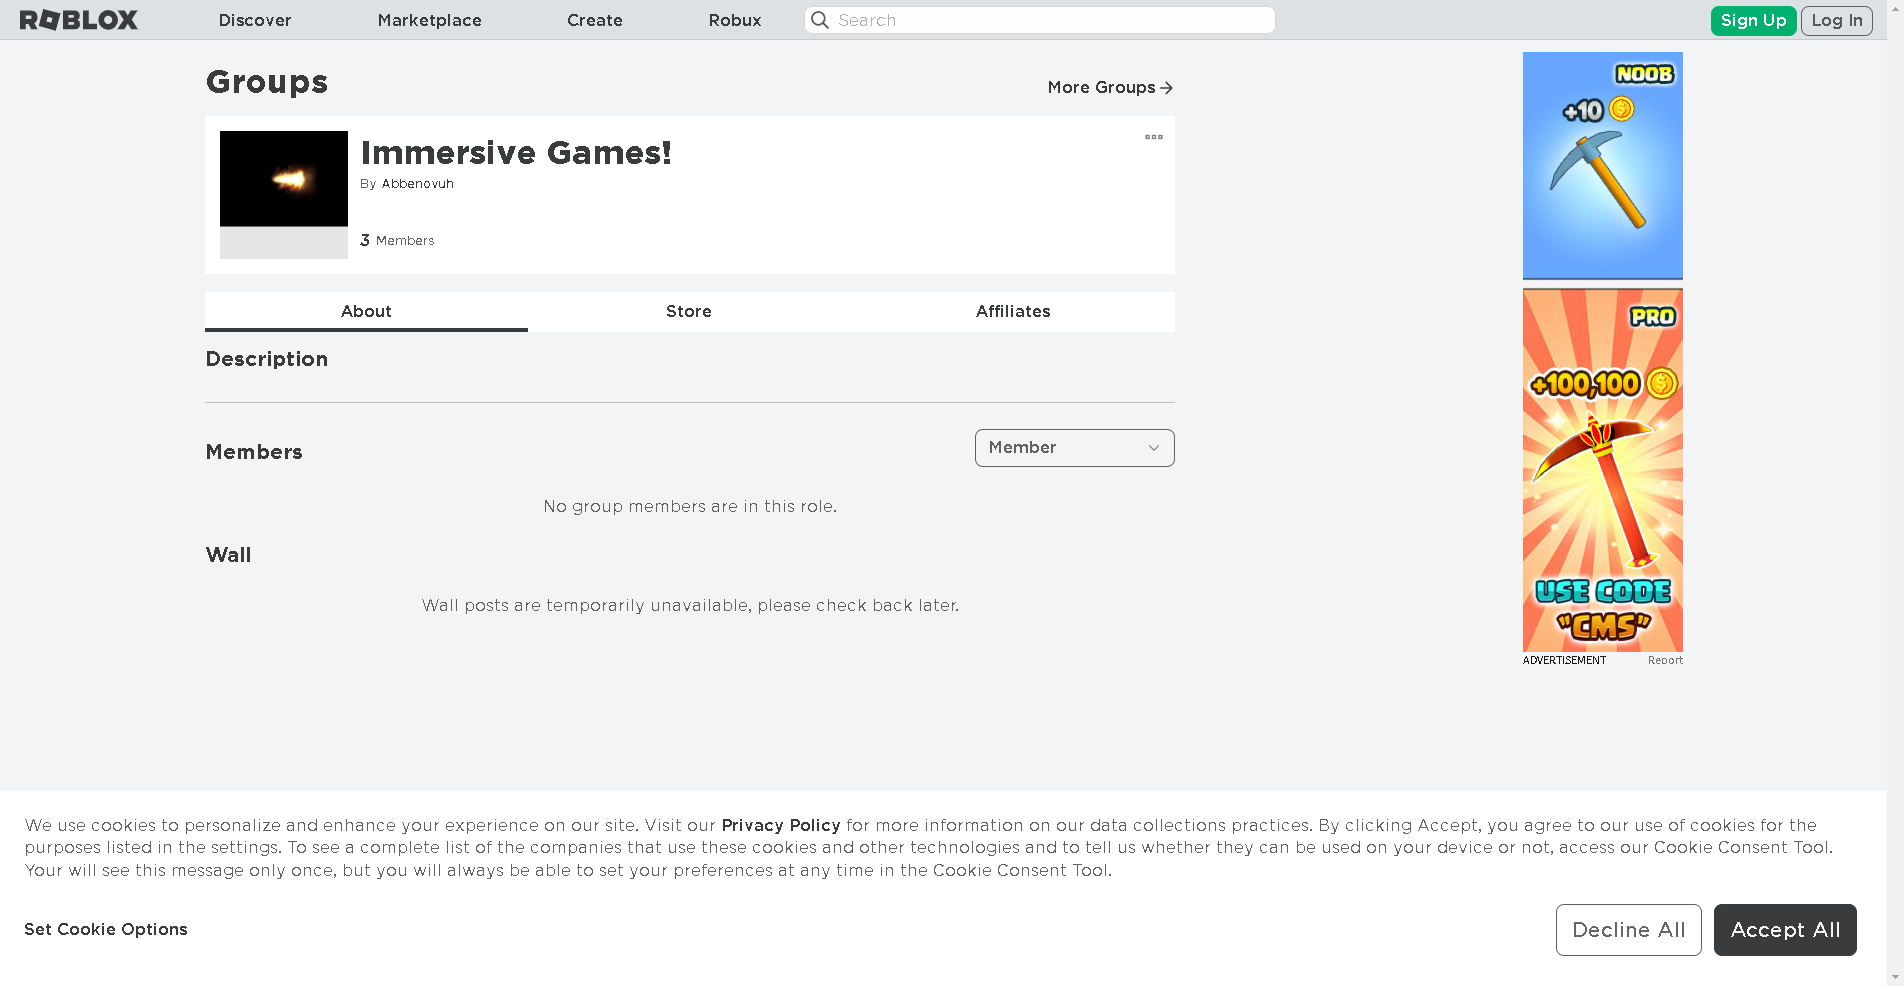 ROBLOX Discover Marketplace Create Robux Search Sign Up Log In
Groups
More Groups
Immersive Games!
By Abbenovuh
3 Members
About Store Affiliates
Description
Members
Member
No group members are in this role.
Wall
Wall posts are temporarily unavailable, please check back later.
NOOB
+10
PRO
+100,100
USE CODE
"CMS"
ADVERTISEMENT Report
We use cookies to personalize and enhance your experience on our site. Visit our Privacy Policy for more information on our data collections practices. By clicking Accept, you agree to our use of cookies for the
purposes listed in the settings. To see a complete list of the companies that use these cookies and other technologies and to tell us whether they can be used on your device or not, access our Cookie Consent Tool.
Your will see this message only once, but you will always be able to set your preferences at any time in the Cookie Consent Tool.
Set Cookie Options
Decline All Accept All